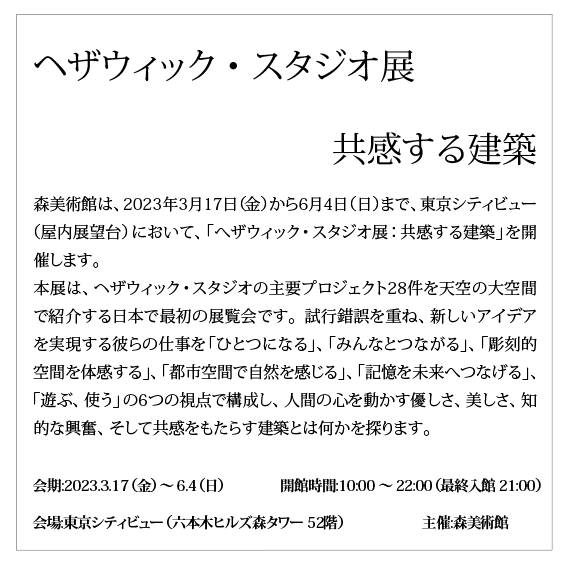 ヘザウィック・スタジオ展
共感する建築
森美術館は、2023年3月17日（金）から6月4日（日）まで、東京シティビュー
（屋内展望台）において、「ヘザウィック・スタジオ展：共感する建築」を開
催します。
本展は、ヘザウィック・スタジオの主要プロジェクト28件を天空の大空間
で紹介する日本で最初の展覧会です。試行錯誤を重ね、新しいアイデア
を実現する彼らの仕事を「ひとつになる」、「みんなとつながる」、「彫刻的
空間を体感する」、「都市空間で自然を感じる」、「記憶を未来へつなげる」、
「遊ぶ、使う」の6つの視点で構成し、人間の心を動かす優しさ、美しさ、知
的な興奮、そして共感をもたらす建築とは何かを探ります。
会期:2023.3.17（金）〜 6.4（日） 開館時間:10:00 〜 22:00（最終入館 21:00）
会場:東京シティビュー（六本木ヒルズ森タワー 52階） 主催:森美術館